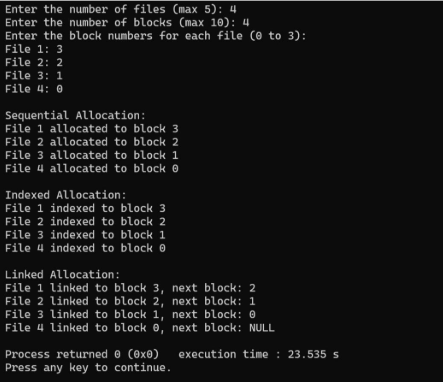 Enter the number of files (max 5): 4
Enter the number of blocks (max 10): 4
Enter the block numbers for each file (0 to 3):
File 1: 3
File 2: 2
File 3: 1
File 4: 0
Sequential Allocation:
File 1 allocated to block 3
File 2 allocated to block 2
File 3 allocated to block 1
File 4 allocated to block 0
Indexed Allocation:
File 1 indexed to block 3
File 2 indexed to block 2
File 3 indexed to block 1
File 4 indexed to block 0
Linked Allocation:
File 1 linked to block 3, next block: 2
File 2 linked to block 2, next block: 1
File 3 linked to block 1, next block: 0
File 4 linked to block 0, next block: NULL
Process returned 0 (0x0)   execution time : 23.535 s
Press any key to continue.